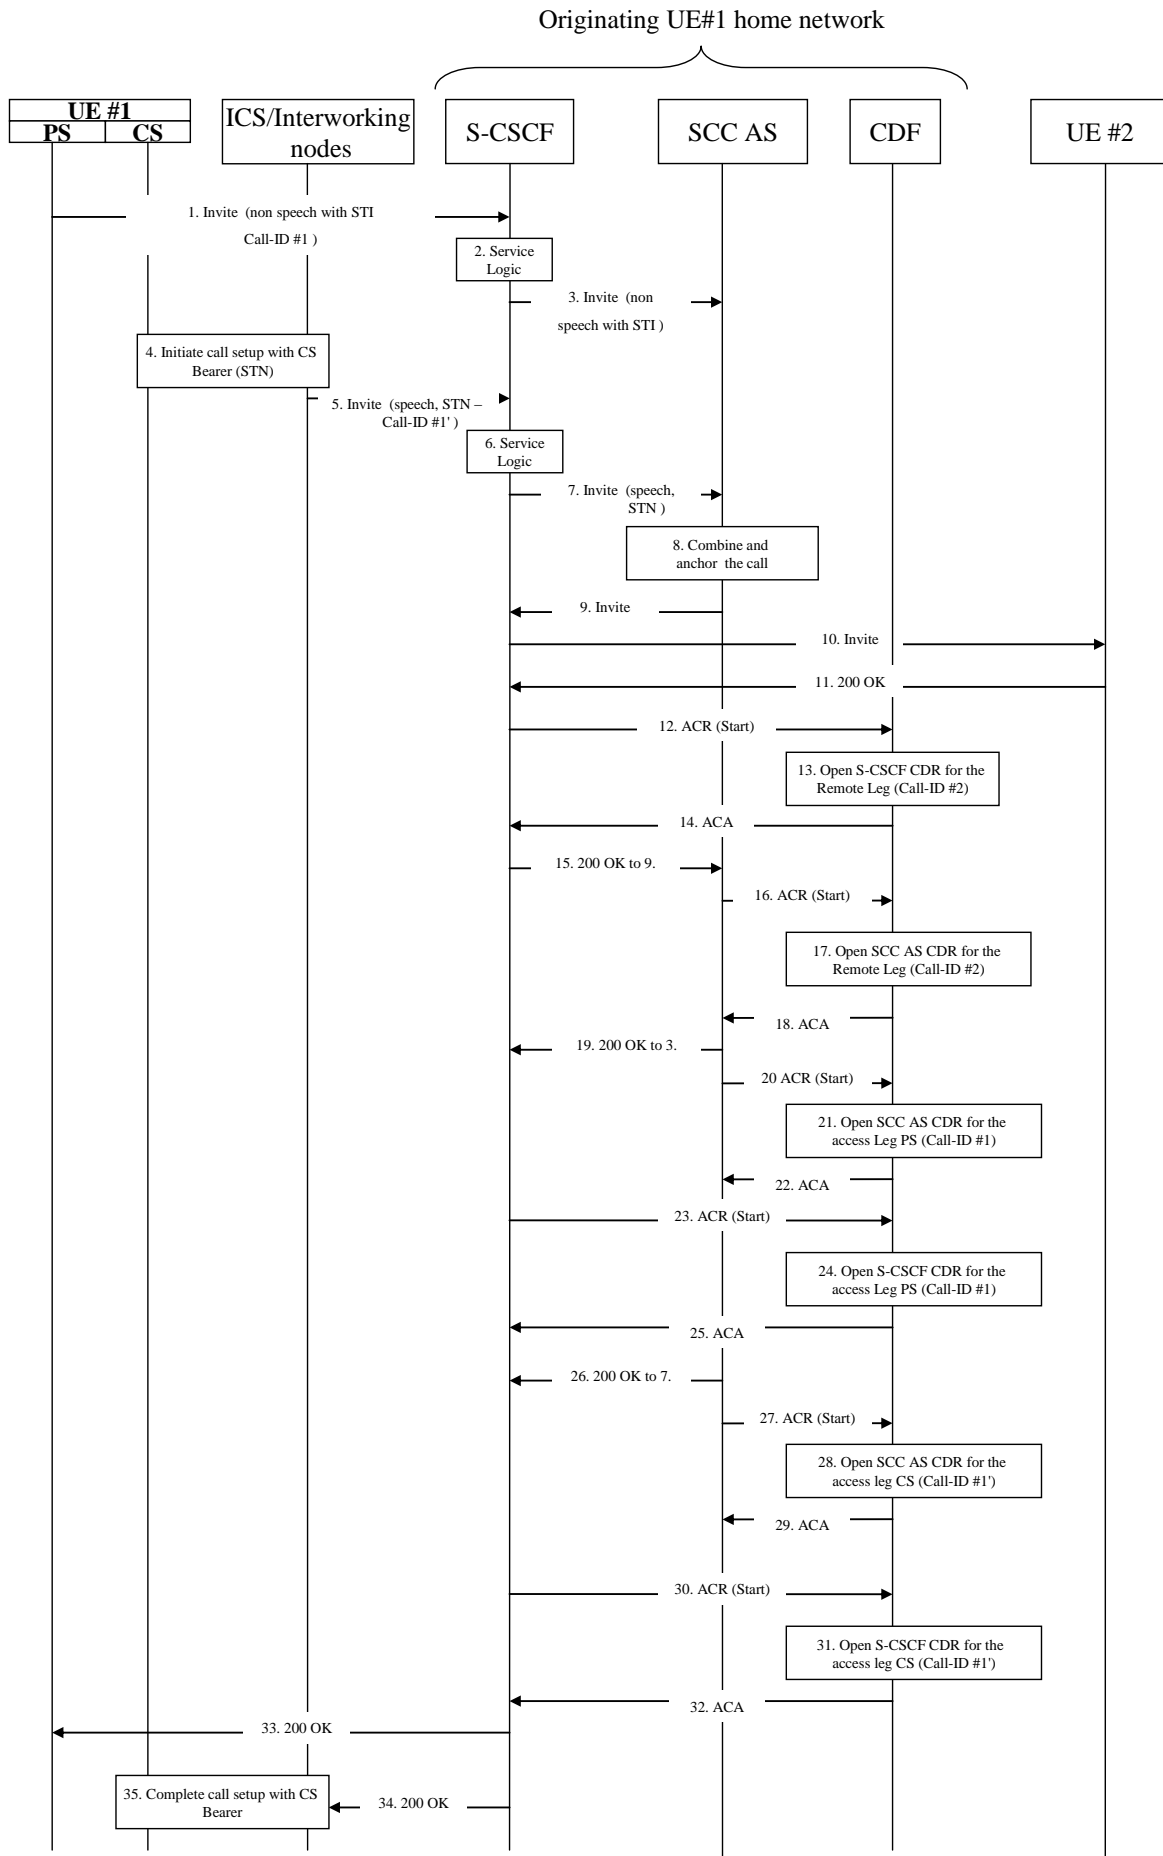 Originating UE#1 home network
UE #1
PS
CS
ICS/Interworking
nodes
S-CSCF
SCC AS
CDF
UE #2
1. Invite (non speech with STI
Call-ID #1 )
2. Service
Logic
3. Invite (non
speech with STI )
4. Initiate call setup with CS
Bearer (STN)
5. Invite (speech, STN –
Call-ID #1' )
6. Service
Logic
7. Invite (speech,
STN )
8. Combine and
anchor the call
9. Invite
10. Invite
11. 200 OK
12. ACR (Start)
13. Open S-CSCF CDR for the
Remote Leg (Call-ID #2)
14. ACA
15. 200 OK to 9.
16. ACR (Start)
17. Open SCC AS CDR for the
Remote Leg (Call-ID #2)
18. ACA
19. 200 OK to 3.
20 ACR (Start)
21. Open SCC AS CDR for the
access Leg PS (Call-ID #1)
22. ACA
23. ACR (Start)
24. Open S-CSCF CDR for the
access Leg PS (Call-ID #1)
25. ACA
26. 200 OK to 7.
27. ACR (Start)
28. Open SCC AS CDR for the
access leg CS (Call-ID #1')
29. ACA
30. ACR (Start)
31. Open S-CSCF CDR for the
access leg CS (Call-ID #1')
32. ACA
33. 200 OK
35. Complete call setup with CS
Bearer
34. 200 OK